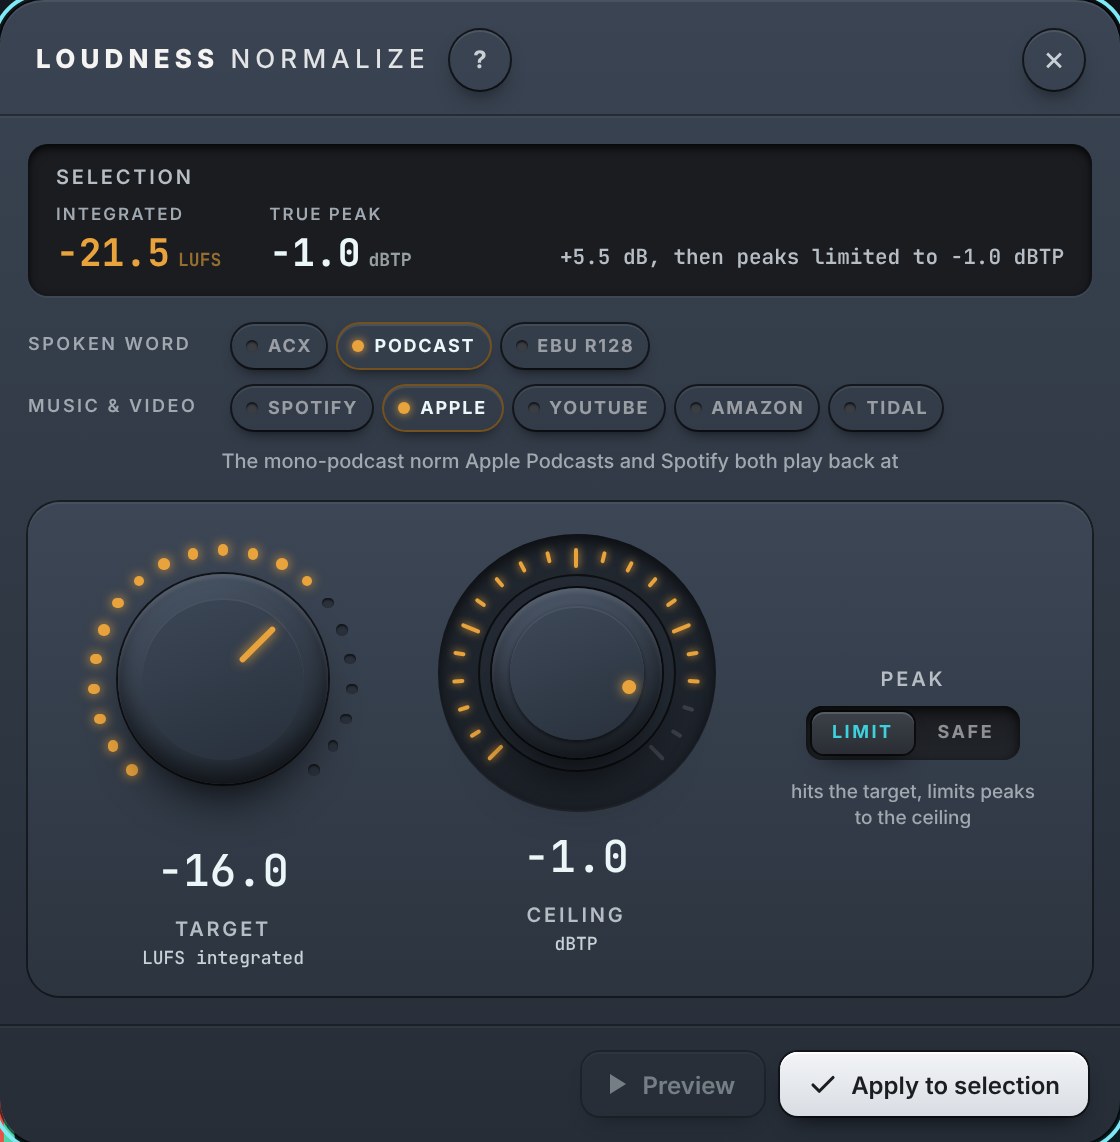 LOUDNESS NORMALIZE ?
SELECTION
INTEGRATED TRUE PEAK
-21.5 LUFS -1.0 dBTP +5.5 dB, then peaks limited to -1.0 dBTP
SPOKEN WORD ACX PODCAST EBU R128
MUSIC & VIDEO SPOTIFY APPLE YOUTUBE AMAZON TIDAL
The mono-podcast norm Apple Podcasts and Spotify both play back at
PEAK
LIMIT SAFE
hits the target, limits peaks
to the ceiling
-16.0
TARGET
LUFS integrated
-1.0
CEILING
dBTP
Preview Apply to selection